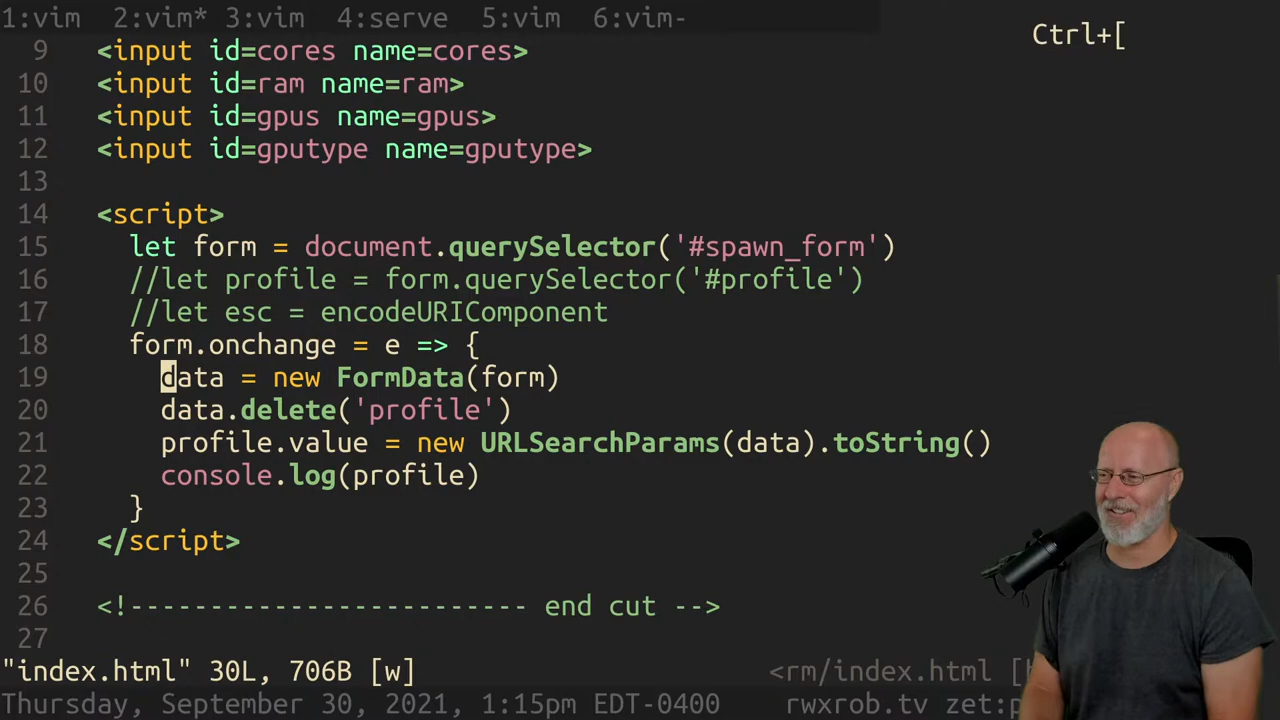 1:vim 2:vim* 3:vim 4:serve 5:vim 6:vim-
Ctrl+[
9 <input id=cores name=cores>
10 <input id=ram name=ram>
11 <input id=gpus name=gpus>
12 <input id=gputype name=gputype>
13
14 <script>
15 let form = document.querySelector('#spawn_form')
16 //let profile = form.querySelector('#profile')
17 //let esc = encodeURIComponent
18 form.onchange = e => {
19 data = new FormData(form)
20 data.delete('profile')
21 profile.value = new URLSearchParams(data).toString()
22 console.log(profile)
23 }
24 </script>
25
26 <!------------------------- end cut -->
27
"index.html" 30L, 706B [w] <rm/index.html
Thursday, September 30, 2021, 1:15pm EDT-0400 rwxrob.tv